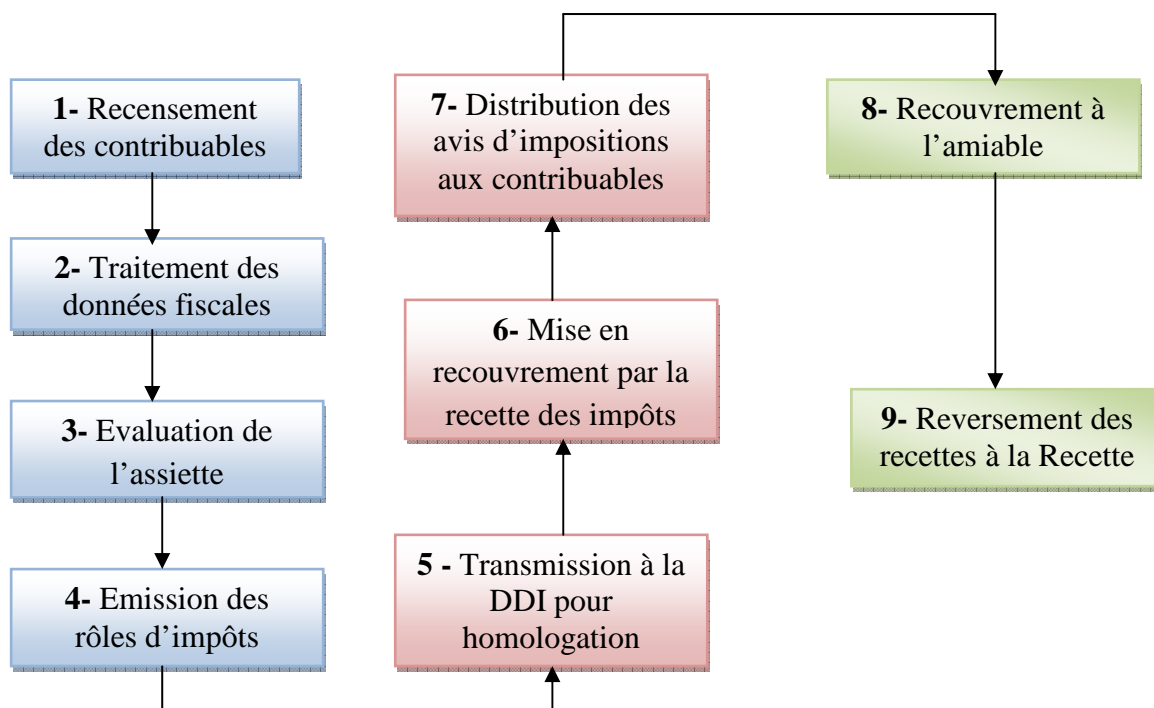 1- Recensement
des contribuables
2- Traitement des
données fiscales
3- Evaluation de
l’assiette
4- Emission des
rôles d’impôts
5 - Transmission à la
DDI pour
homologation
6- Mise en
recouvrement par la
recette des impôts
7- Distribution des
avis d’impositions
aux contribuables
8- Recouvrement à
l’amiable
9- Reversement des
recettes à la Recette